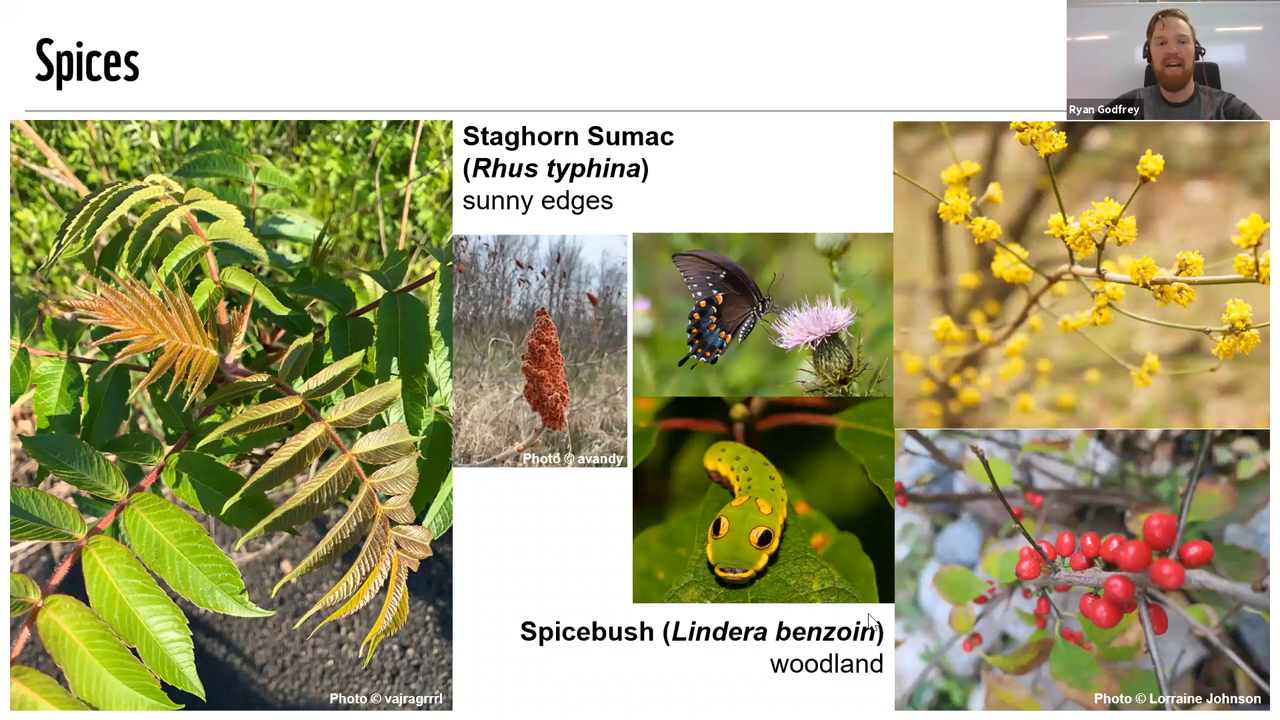 Spices
Ryan Godfrey
Staghorn Sumac
(Rhus typhina)
sunny edges
Photo © avandy
Spicebush (Lindera benzoin)
woodland
Photo © vajragrrrl
Photo © Lorraine Johnson